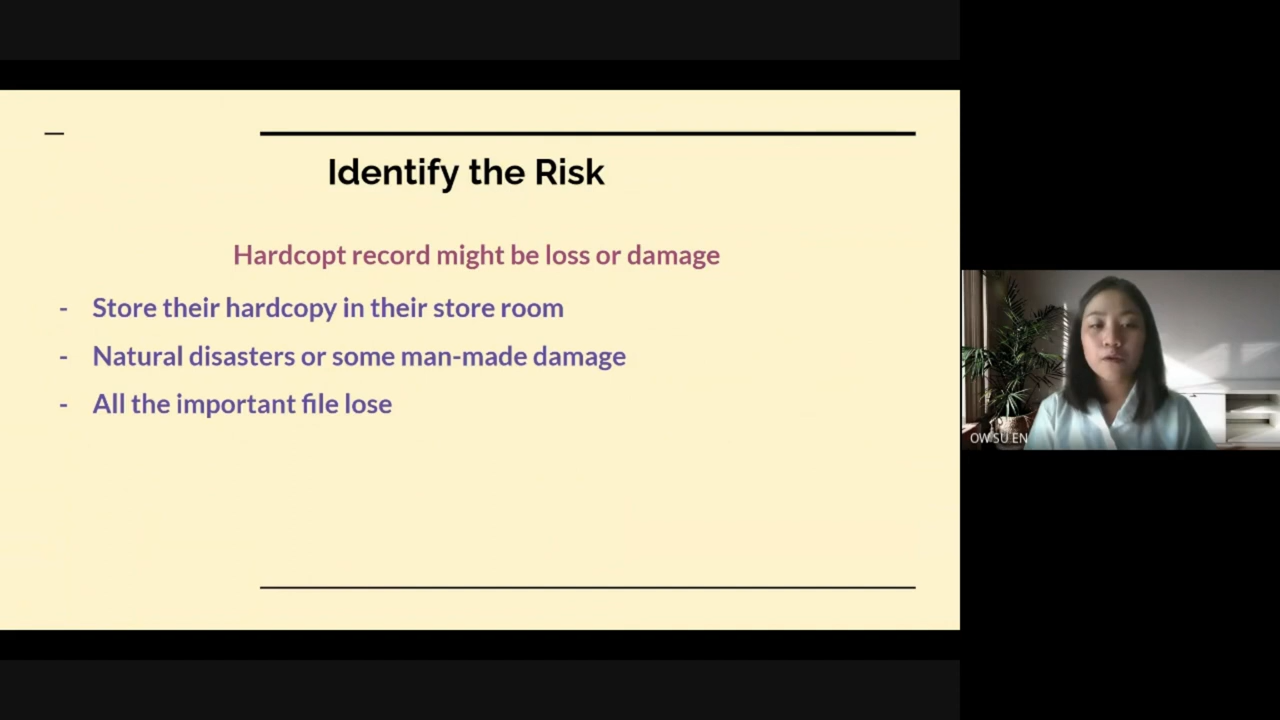 Identify the Risk
Hardcopt record might be loss or damage
- Store their hardcopy in their store room
- Natural disasters or some man-made damage
- All the important file lose
OW SU EN